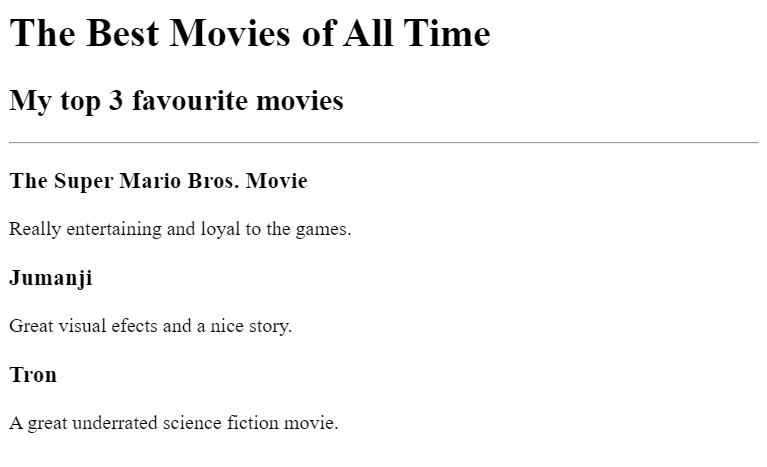 The Best Movies of All Time
My top 3 favourite movies
The Super Mario Bros. Movie
Really entertaining and loyal to the games.
Jumanji
Great visual efects and a nice story.
Tron
A great underrated science fiction movie.